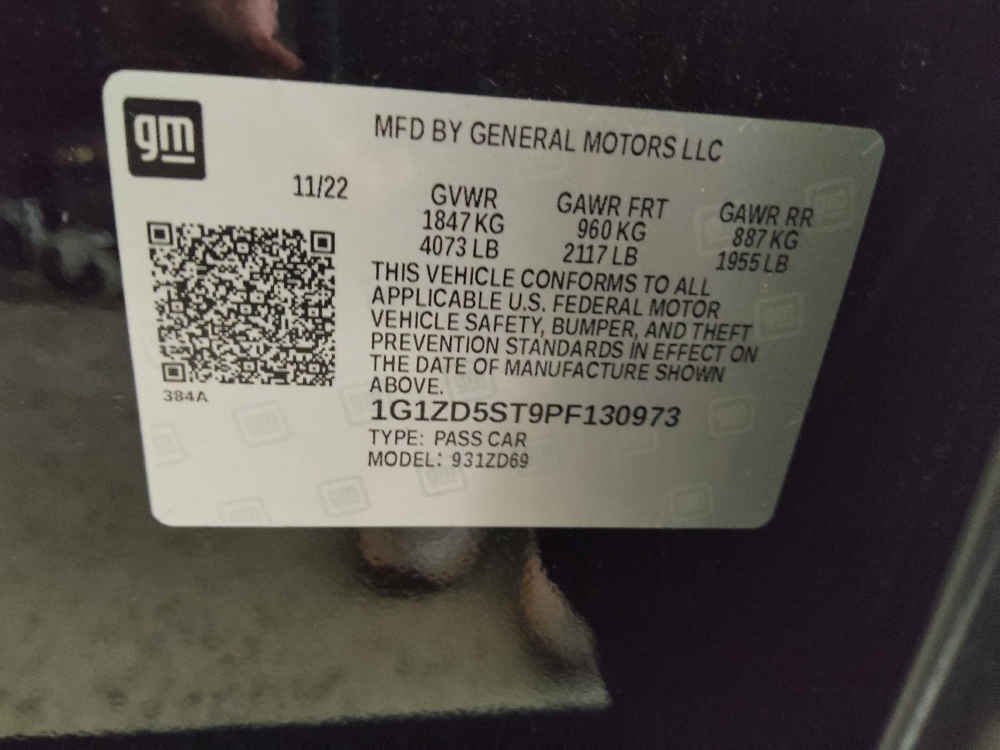 gm
MFD BY GENERAL MOTORS LLC
11/22
GVWR
1847 KG
4073 LB
GAWR FRT
960 KG
2117 LB
GAWR RR
887 KG
1955 LB
THIS VEHICLE CONFORMS TO ALL
APPLICABLE U.S. FEDERAL MOTOR
VEHICLE SAFETY, BUMPER, AND THEFT
PREVENTION STANDARDS IN EFFECT ON
THE DATE OF MANUFACTURE SHOWN
ABOVE.
384A
1G1ZD5ST9PF130973
TYPE: PASS CAR
MODEL: 931ZD69